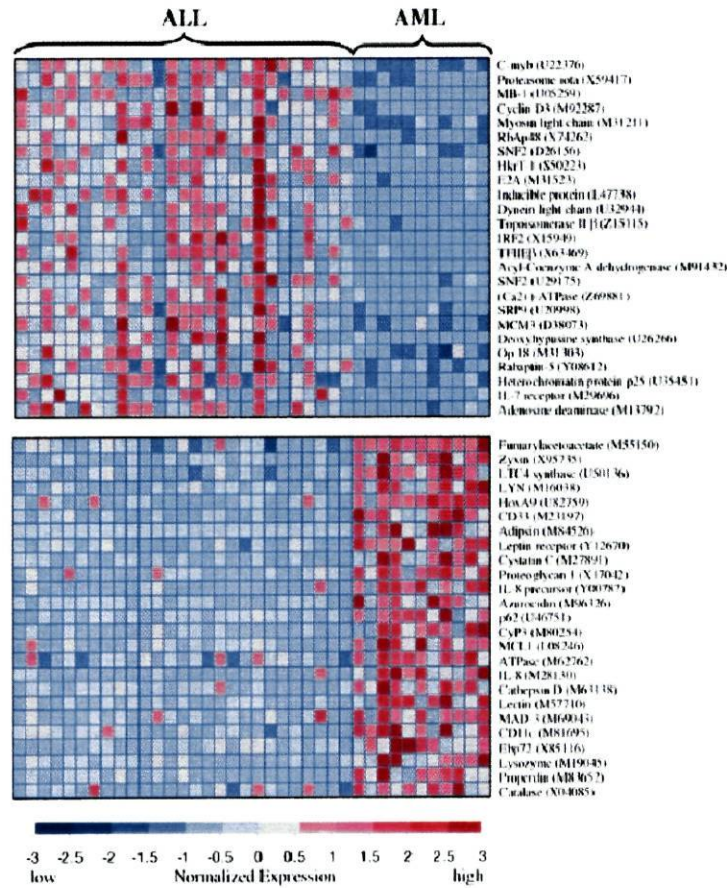 ALL AML
C-myb (U22376)
Proteasome iota (X59417)
MB-1 (U05259)
Cyclin D3 (M92287)
Myosin light chain (M31211)
RbAp48 (X74262)
SNF2 (D26156)
HkrT-1 (S50223)
E2A (M31523)
Inducible protein (L47738)
Dynein light chain (U32944)
Topoisomerase II β (Z15115)
IRF2 (X15949)
TFIIEβ (X63469)
Acyl-Coenzyme A dehydrogenase (M91432)
SNF2 (U29175)
(Ca2)+ ATPase (Z69881)
SRP9 (U20998)
MCM3 (D38073)
Deoxyhypusine synthase (U26266)
Op 18 (M31303)
Rabaptin-5 (Y08612)
Heterochromatin protein p25 (U35451)
IL-7 receptor (M29696)
Adenosine deaminase (M13792)
Fumarylacetoacetate (M55150)
Zyxin (X95735)
LTC4 synthase (U50136)
LYN (M16038)
HoxA9 (U82759)
CD33 (M23197)
Adipsin (M84526)
Leptin receptor (Y12670)
Cystatin C (M27891)
Proteoglycan 1 (X17042)
IL-8 precursor (Y00787)
Azurocidin (M96326)
p62 (U46751)
CyP3 (M80254)
MCL1 (L08246)
ATPase (M62762)
IL-8 (M28130)
Cathepsin D (M63138)
Lectin (M57710)
MAD-3 (M69043)
CD11c (M81695)
Ebp72 (X85116)
Lysozyme (M19045)
Properdin (M83652)
Catalase (X04085)
-3 -2.5 -2 -1.5 -1 -0.5 0 0.5 1 1.5 2 2.5 3
low Normalized Expression high